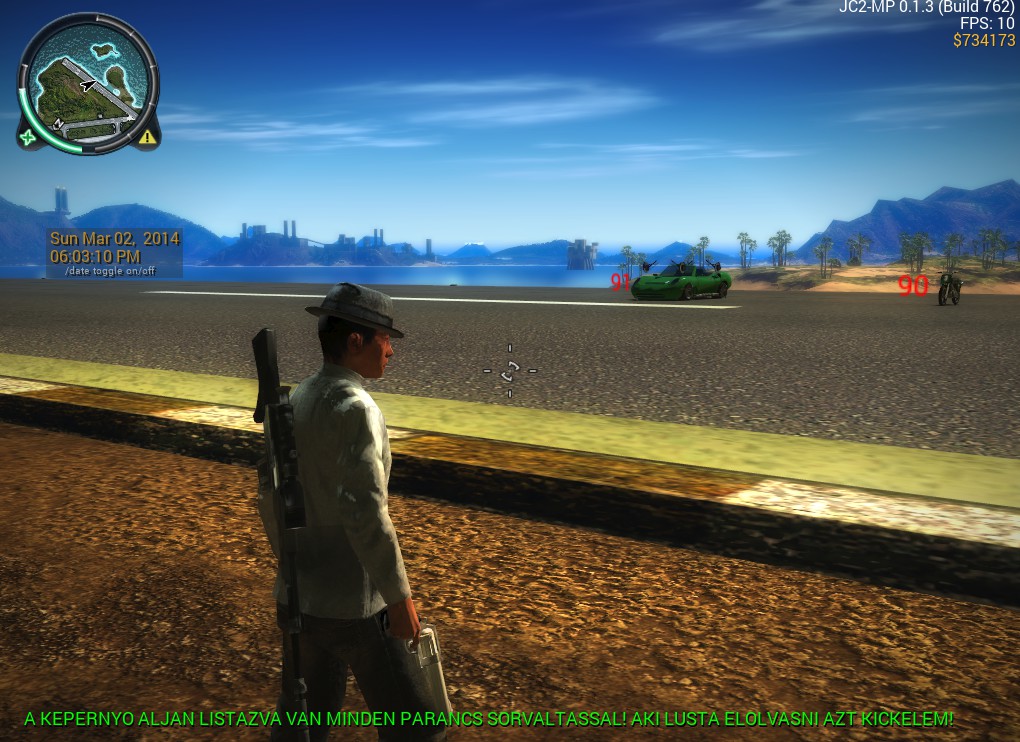 JC2-MP 0.1.3 (Build 762)
FPS: 10
$734173
Sun Mar 02, 2014
06:03:10 PM
/date toggle on/off
91
90
A KEPERNYO ALJAN LISTAZVA VAN MINDEN PARANCS SORVALTASSAL! AKI LUSTA ELOLVASNI AZT KICKELEM!